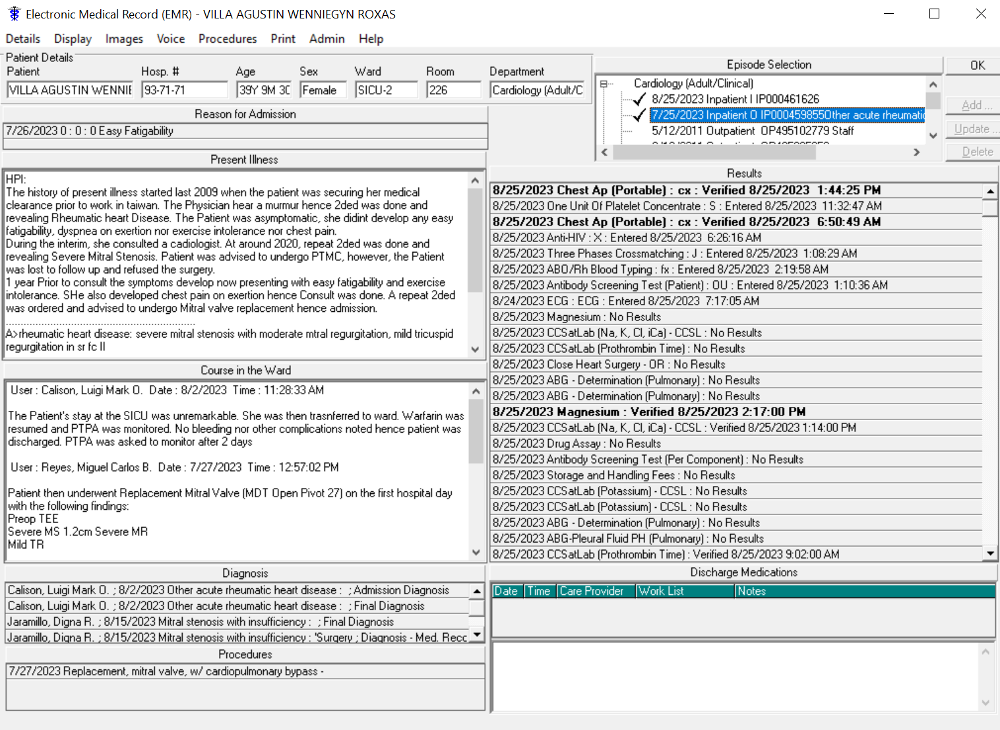 Electronic Medical Record (EMR) - VILLA AGUSTIN WENNIEGYN ROXAS
Details Display Images Voice Procedures Print Admin Help
Patient Details
Patient Hosp. # Age Sex Ward Room Department
VILLA AGUSTIN WENNIE 93-71-71 39Y 9M 3 Female SICU-2 226 Cardiology (Adult/C
Episode Selection
Cardiology (Adult/Clinical)
8/25/2023 Inpatient I IP000461626
7/25/2023 Inpatient O IP000459855Other acute rheumatic
5/12/2011 Outpatient OP495102779 Staff
OK
Add ...
Update ...
Delete
Reason for Admission
7/26/2023 0 : 0 : 0 Easy Fatigability
Present Illness
HPI:
The history of present illness started last 2009 when the patient was securing her medical
clearance prior to work in taiwan. The Physician hear a murmur hence 2ded was done and
revealing Rheumatic heart Disease. The Patient was asymptomatic, she didint develop any easy
fatigability, dyspnea on exertion nor exercise intolerance nor chest pain.
During the interim, she consulted a cadiologist. At around 2020, repeat 2ded was done and
revealing Severe Mitral Stenosis. Patient was advised to undergo PTMC, however, the Patient
was lost to follow up and refused the surgery.
1 year Prior to consult the symptoms develop now presenting with easy fatigability and exercise
intolerance. SHe also developed chest pain on exertion hence Consult was done. A repeat 2ded
was ordered and advised to undergo Mitral valve replacement hence admission.
................................................................
A>rheumatic heart disease: severe mitral stenosis with moderate mtral regurgitation, mild tricuspid
regurgitation in sr fc II
Course in the Ward
User : Calison, Luigi Mark O. Date : 8/2/2023 Time : 11:28:33 AM
The Patient's stay at the SICU was unremarkable. She was then trasnferred to ward. Warfarin was
resumed and PTPA was monitored. No bleeding nor other complications noted hence patient was
discharged. PTPA was asked to monitor after 2 days
User : Reyes, Miguel Carlos B. Date : 7/27/2023 Time : 12:57:02 PM
Patient then underwent Replacement Mitral Valve (MDT Open Pivot 27) on the first hospital day
with the following findings:
Preop TEE
Severe MS 1.2cm Severe MR
Mild TR
Diagnosis
Calison, Luigi Mark O. ; 8/2/2023 Other acute rheumatic heart disease : ; Admission Diagnosis
Calison, Luigi Mark O. ; 8/2/2023 Other acute rheumatic heart disease : ; Final Diagnosis
Jaramillo, Digna R. ; 8/15/2023 Mitral stenosis with insufficiency : ; Final Diagnosis
Jaramillo, Digna R. ; 8/15/2023 Mitral stenosis with insufficiency : 'Surgery ; Diagnosis - Med. Recc
Procedures
7/27/2023 Replacement, mitral valve, w/ cardiopulmonary bypass -
Results
8/25/2023 Chest Ap (Portable) : cx : Verified 8/25/2023 1:44:25 PM
8/25/2023 One Unit Of Platelet Concentrate : S : Entered 8/25/2023 11:32:47 AM
8/25/2023 Chest Ap (Portable) : cx : Verified 8/25/2023 6:50:49 AM
8/25/2023 Anti-HIV : X : Entered 8/25/2023 6:26:16 AM
8/25/2023 Three Phases Crossmatching : J : Entered 8/25/2023 1:08:29 AM
8/25/2023 ABO/Rh Blood Typing : fx : Entered 8/25/2023 2:19:58 AM
8/25/2023 Antibody Screening Test (Patient) : OU : Entered 8/25/2023 1:10:36 AM
8/24/2023 ECG : ECG : Entered 8/25/2023 7:17:05 AM
8/25/2023 Magnesium : No Results
8/25/2023 CCSatLab (Na, K, Cl, iCa) - CCSL : No Results
8/25/2023 CCSatLab (Prothrombin Time) : No Results
8/25/2023 Close Heart Surgery - OR : No Results
8/25/2023 ABG - Determination (Pulmonary) : No Results
8/25/2023 ABG - Determination (Pulmonary) : No Results
8/25/2023 Magnesium : Verified 8/25/2023 2:17:00 PM
8/25/2023 CCSatLab (Na, K, Cl, iCa) - CCSL : Verified 8/25/2023 1:14:00 PM
8/25/2023 Drug Assay : No Results
8/25/2023 Antibody Screening Test (Per Component) : No Results
8/25/2023 Storage and Handling Fees : No Results
8/25/2023 CCSatLab (Potassium) - CCSL : No Results
8/25/2023 CCSatLab (Potassium) - CCSL : No Results
8/25/2023 ABG - Determination (Pulmonary) : No Results
8/25/2023 ABG-Pleural Fluid PH (Pulmonary) : No Results
8/25/2023 CCSatLab (Prothrombin Time) : Verified 8/25/2023 9:02:00 AM
Discharge Medications
Date Time Care Provider Work List Notes